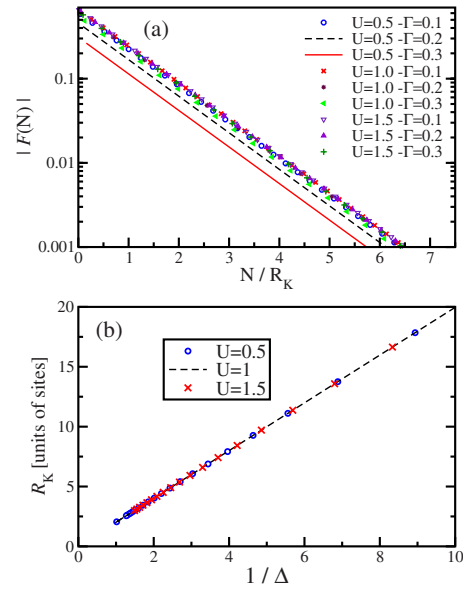 (a)
U=0.5 -Γ=0.1
U=0.5 -Γ=0.2
U=0.5 -Γ=0.3
U=1.0 -Γ=0.1
U=1.0 -Γ=0.2
U=1.0 -Γ=0.3
U=1.5 -Γ=0.1
U=1.5 -Γ=0.2
U=1.5 -Γ=0.3
| F(N) |
0.1
0.01
0.001
0 1 2 3 4 5 6 7
N / R_K
(b)
U=0.5
U=1
U=1.5
R_K [units of sites]
20
15
10
5
0
0 2 4 6 8 10
1 / Δ